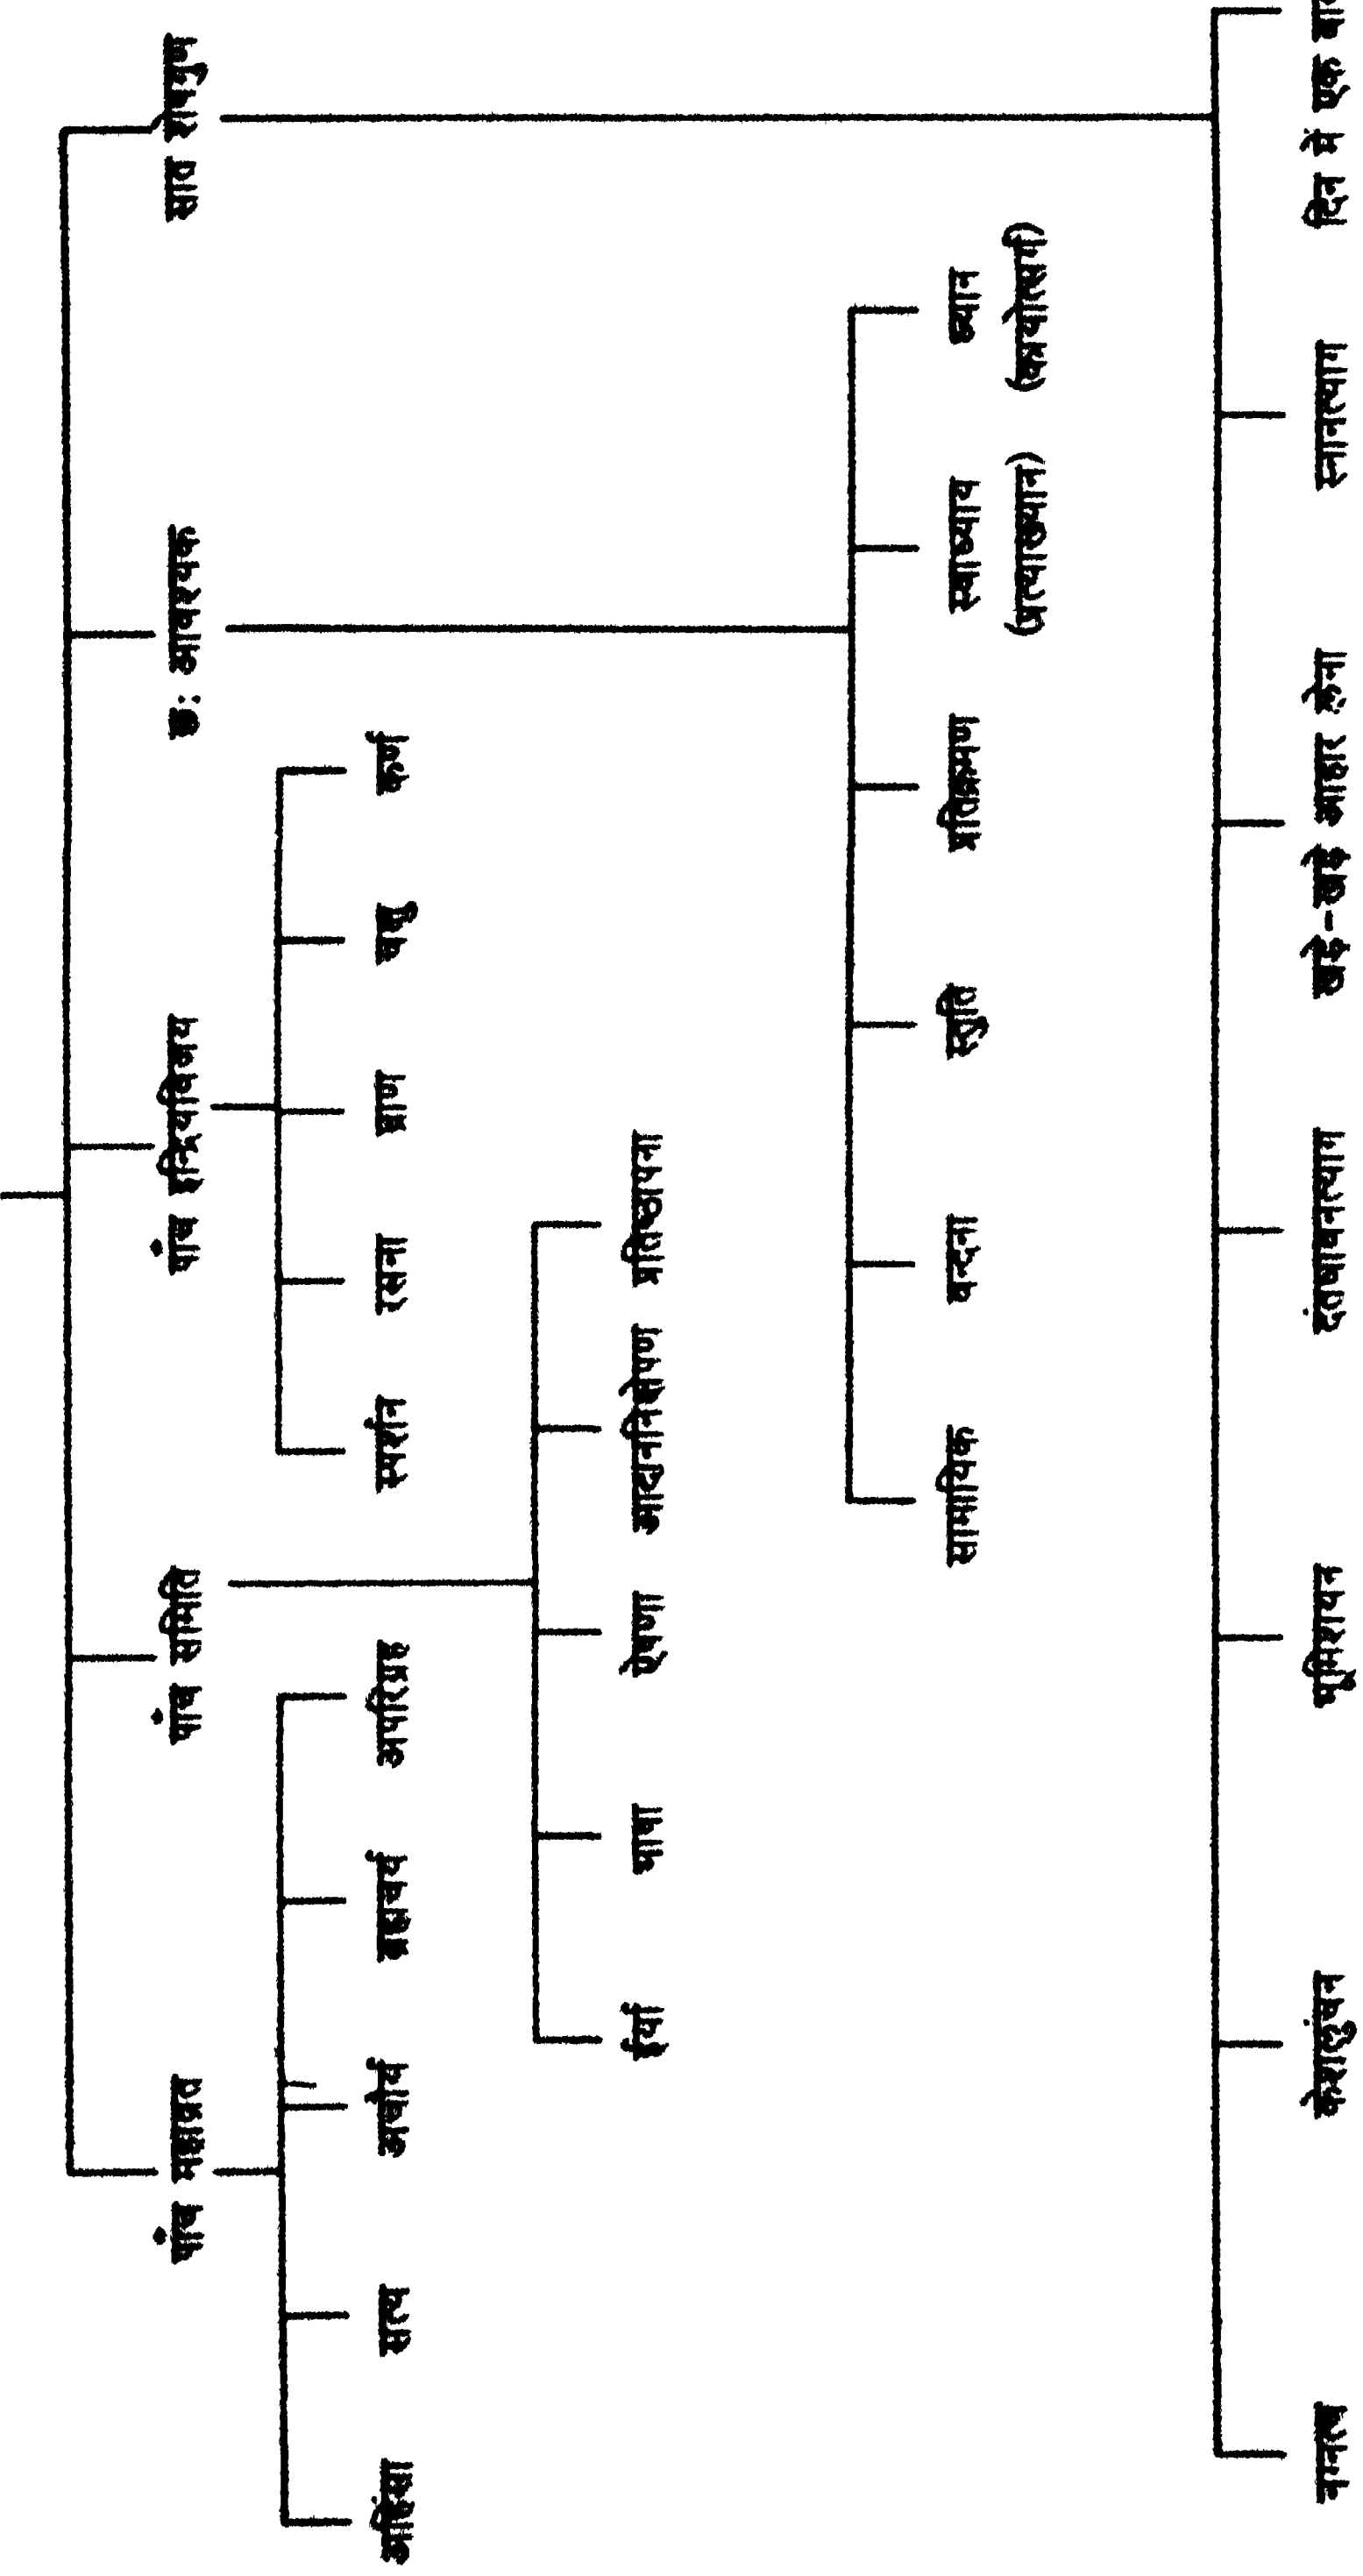 पाँच महाव्रत
पाँच समिति
पाँच इन्द्रियविजय
छः आवश्यक
सात शेषगुण
अहिंसा
सत्य
अचौर्य
ब्रह्मचर्य
अपरिग्रह
स्पर्शन
रसना
घ्राण
चक्षु
कर्ण
ईर्या
भाषा
ऐषणा
आदाननिक्षेपण
प्रतिष्ठापना
सामायिक
वन्दना
स्तुति
प्रतिक्रमण
स्वाध्याय
(प्रत्याख्यान)
ध्यान
(कायोत्सर्ग)
नग्नत्व
केशलुंचन
भूमिशयन
दंतधावनत्याग
खड़े-खड़े आहार लेना
स्नानत्याग
दिन में एक